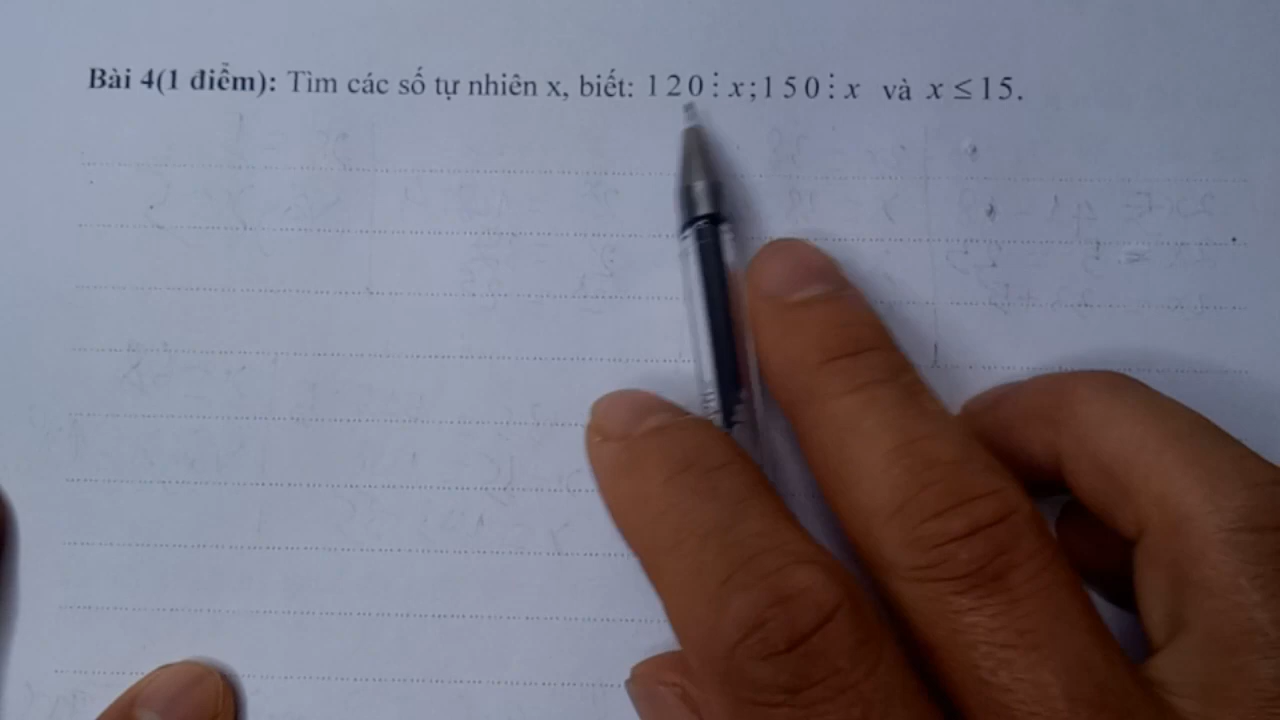 Bài 4(1 điểm): Tìm các số tự nhiên x, biết: 120⋮x;150⋮x và x≤15.